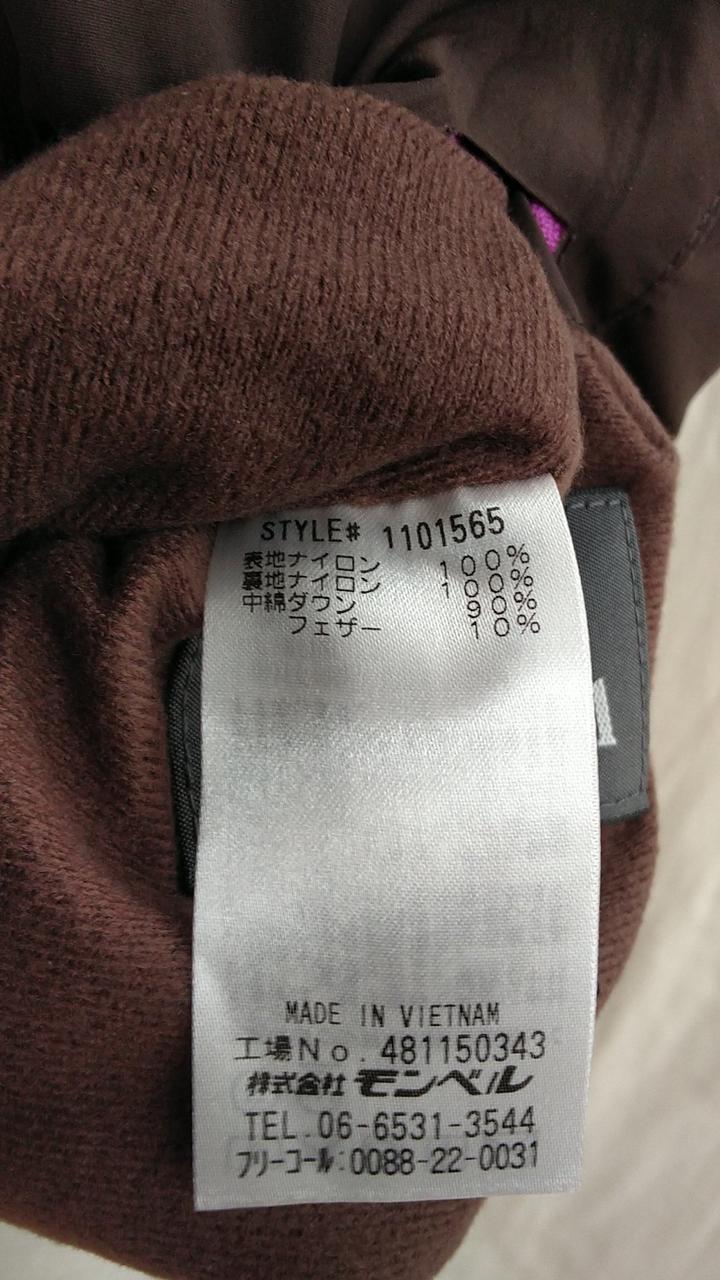 STYLE# 1101565
表地ナイロン 100%
裏地ナイロン 100%
中綿ダウン 90%
フェザー 10%
MADE IN VIETNAM
工場No. 481150343
株式会社モンベル
TEL.06-6531-3544
フリーコール:0088-22-0031